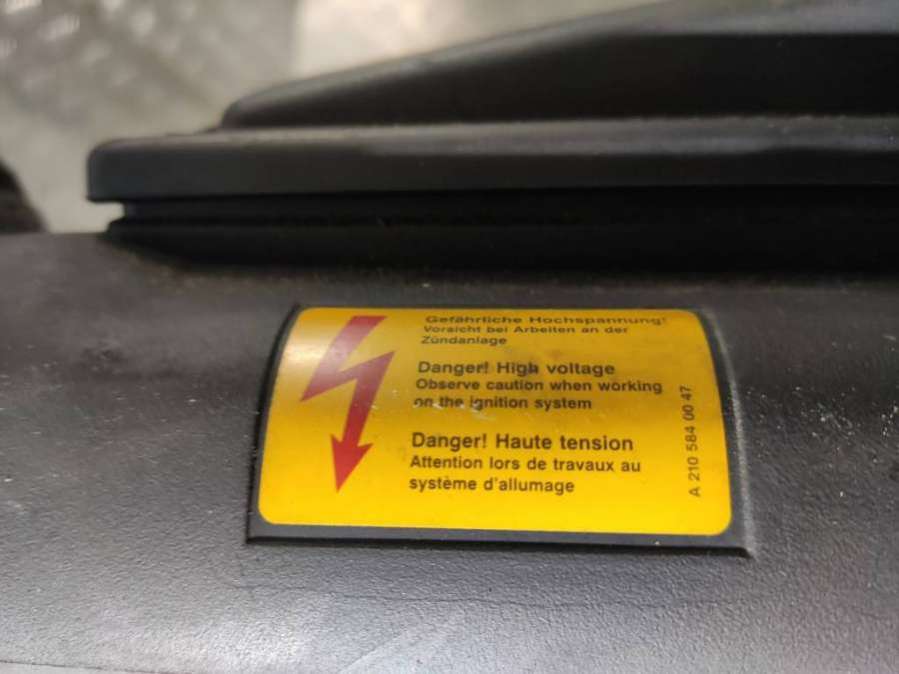 Gefährliche Hochspannung!
Vorsicht bei Arbeiten an der
Zündanlage
Danger! High voltage
Observe caution when working
on the ignition system
Danger! Haute tension
Attention lors de travaux au
système d'allumage
A 210 584 00 47